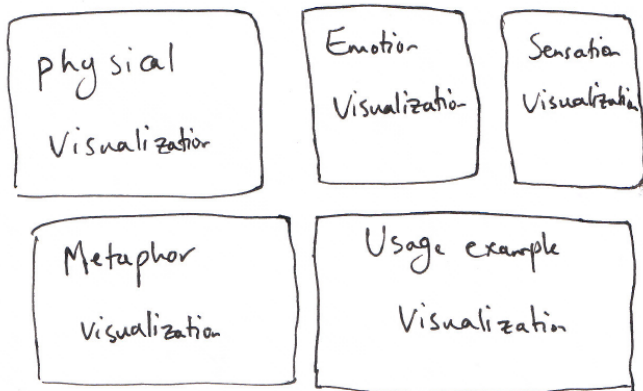 physical
Visualization
Emotion
Visualization
Sensation
Visualization
Metaphor
Visualization
Usage example
Visualization